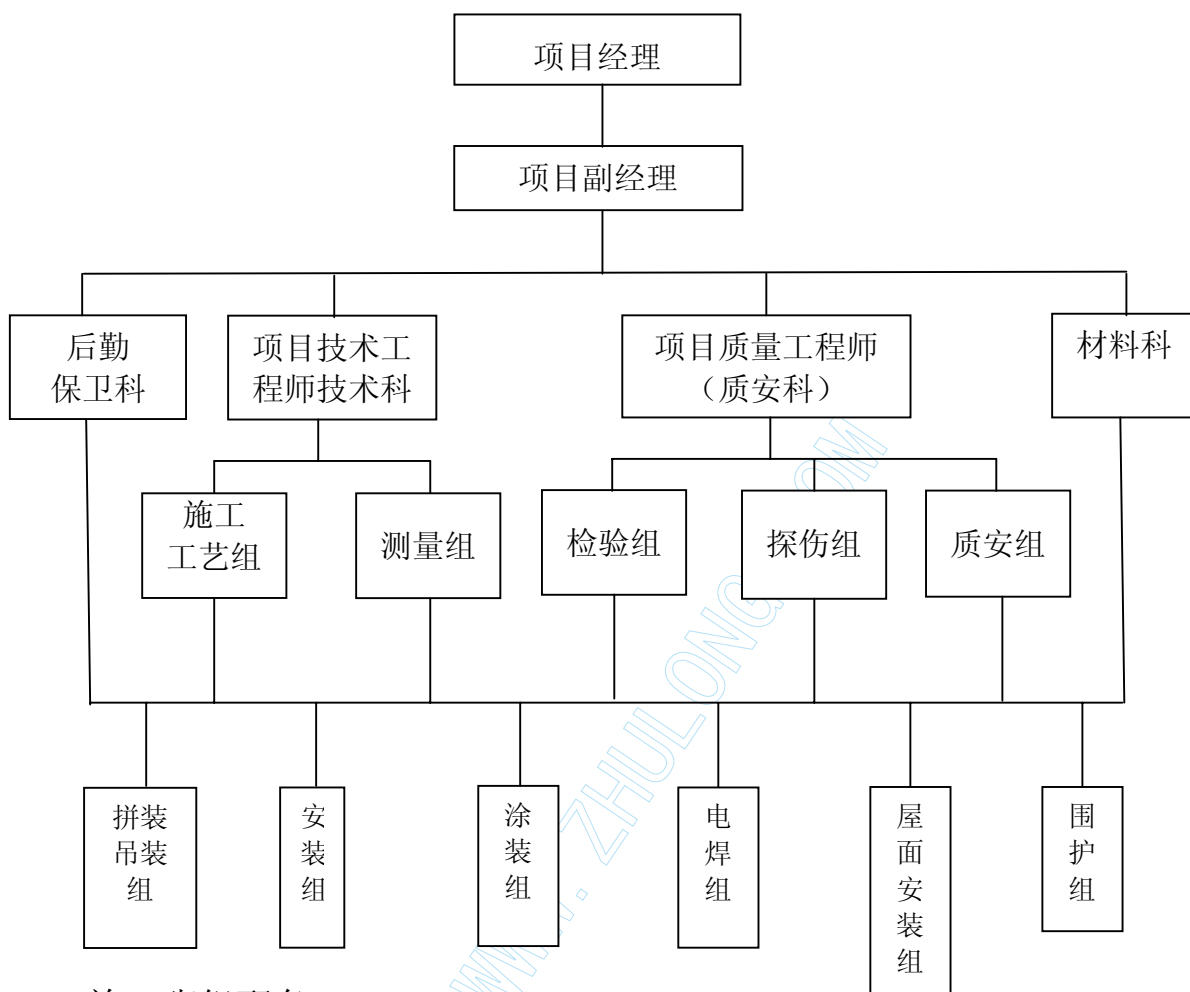 项目经理
项目副经理
后勤
保卫科
项目技术工
程师技术科
项目质量工程师
（质安科）
材料科
施工
工艺组
测量组
检验组
探伤组
质安组
拼装
吊装
组
安
装
组
涂
装
组
电
焊
组
屋
面
安
装
组
围
护
组
WWW.ZHULONG.COM